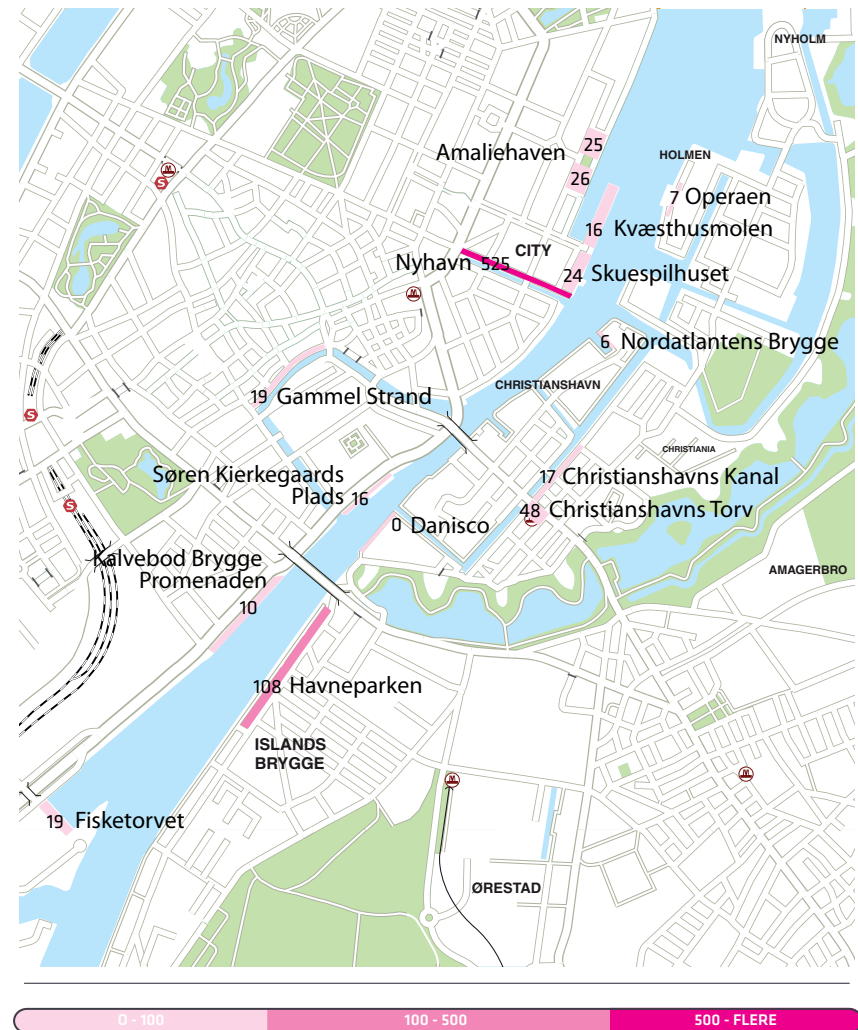 NYHOLM
25
Amaliehaven
HOLMEN
26
7 Operaen
16 Kvæsthusmolen
CITY
Nyhavn 525
24 Skuespilhuset
6 Nordatlantens Brygge
CHRISTIANSHAVN
19 Gammel Strand
CHRISTIANIA
Søren Kierkegaards
Plads 16
17 Christianshavns Kanal
48 Christianshavns Torv
0 Danisco
Kalvebod Brygge
Promenaden
AMAGERBRO
10
108 Havneparken
ISLANDS
BRYGGE
19 Fisketorvet
ØRESTAD
S
S
S
M
M
M
M
M
0 - 100
100 - 500
500 - FLERE